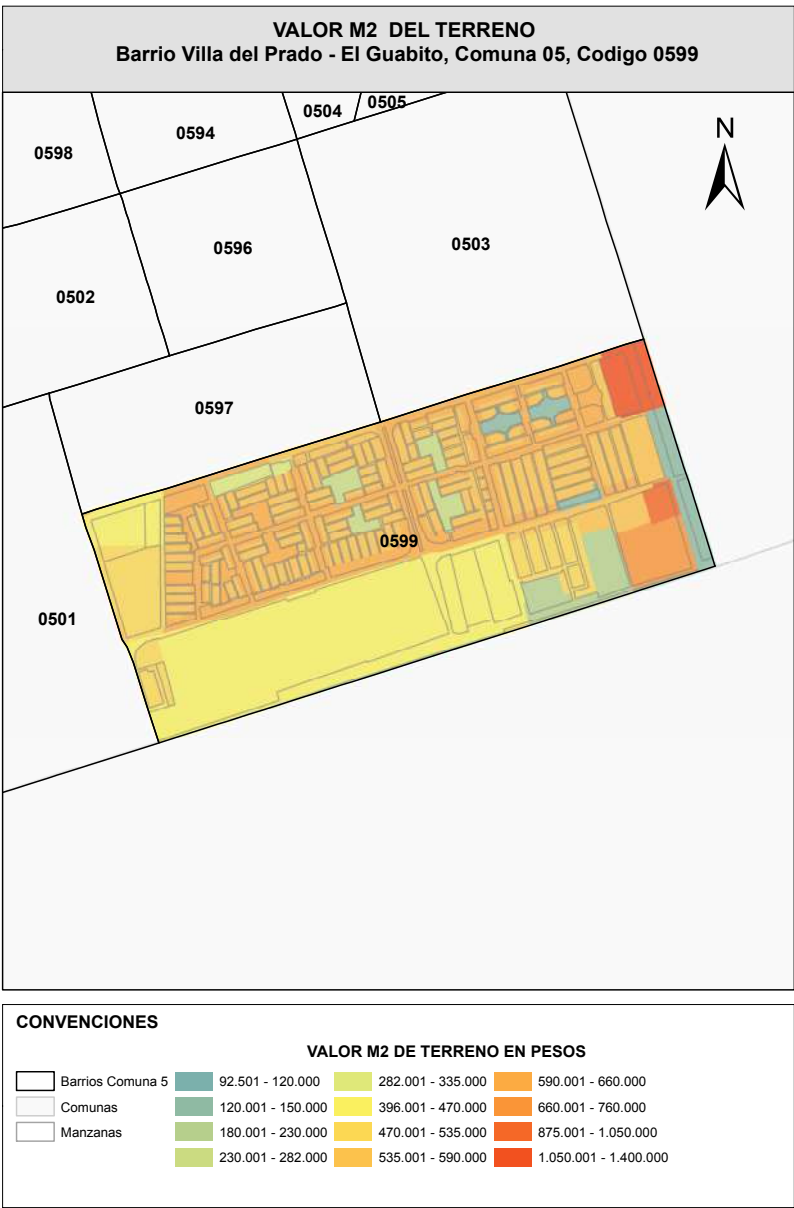 VALOR M2 DEL TERRENO
Barrio Villa del Prado - El Guabito, Comuna 05, Codigo 0599
0504
0505
0598
0594
N
0596
0503
0502
0597
0599
0501
CONVENCIONES
VALOR M2 DE TERRENO EN PESOS
Barrios Comuna 5
Comunas
Manzanas
92.501 - 120.000
120.001 - 150.000
180.001 - 230.000
230.001 - 282.000
282.001 - 335.000
396.001 - 470.000
470.001 - 535.000
535.001 - 590.000
590.001 - 660.000
660.001 - 760.000
875.001 - 1.050.000
1.050.001 - 1.400.000